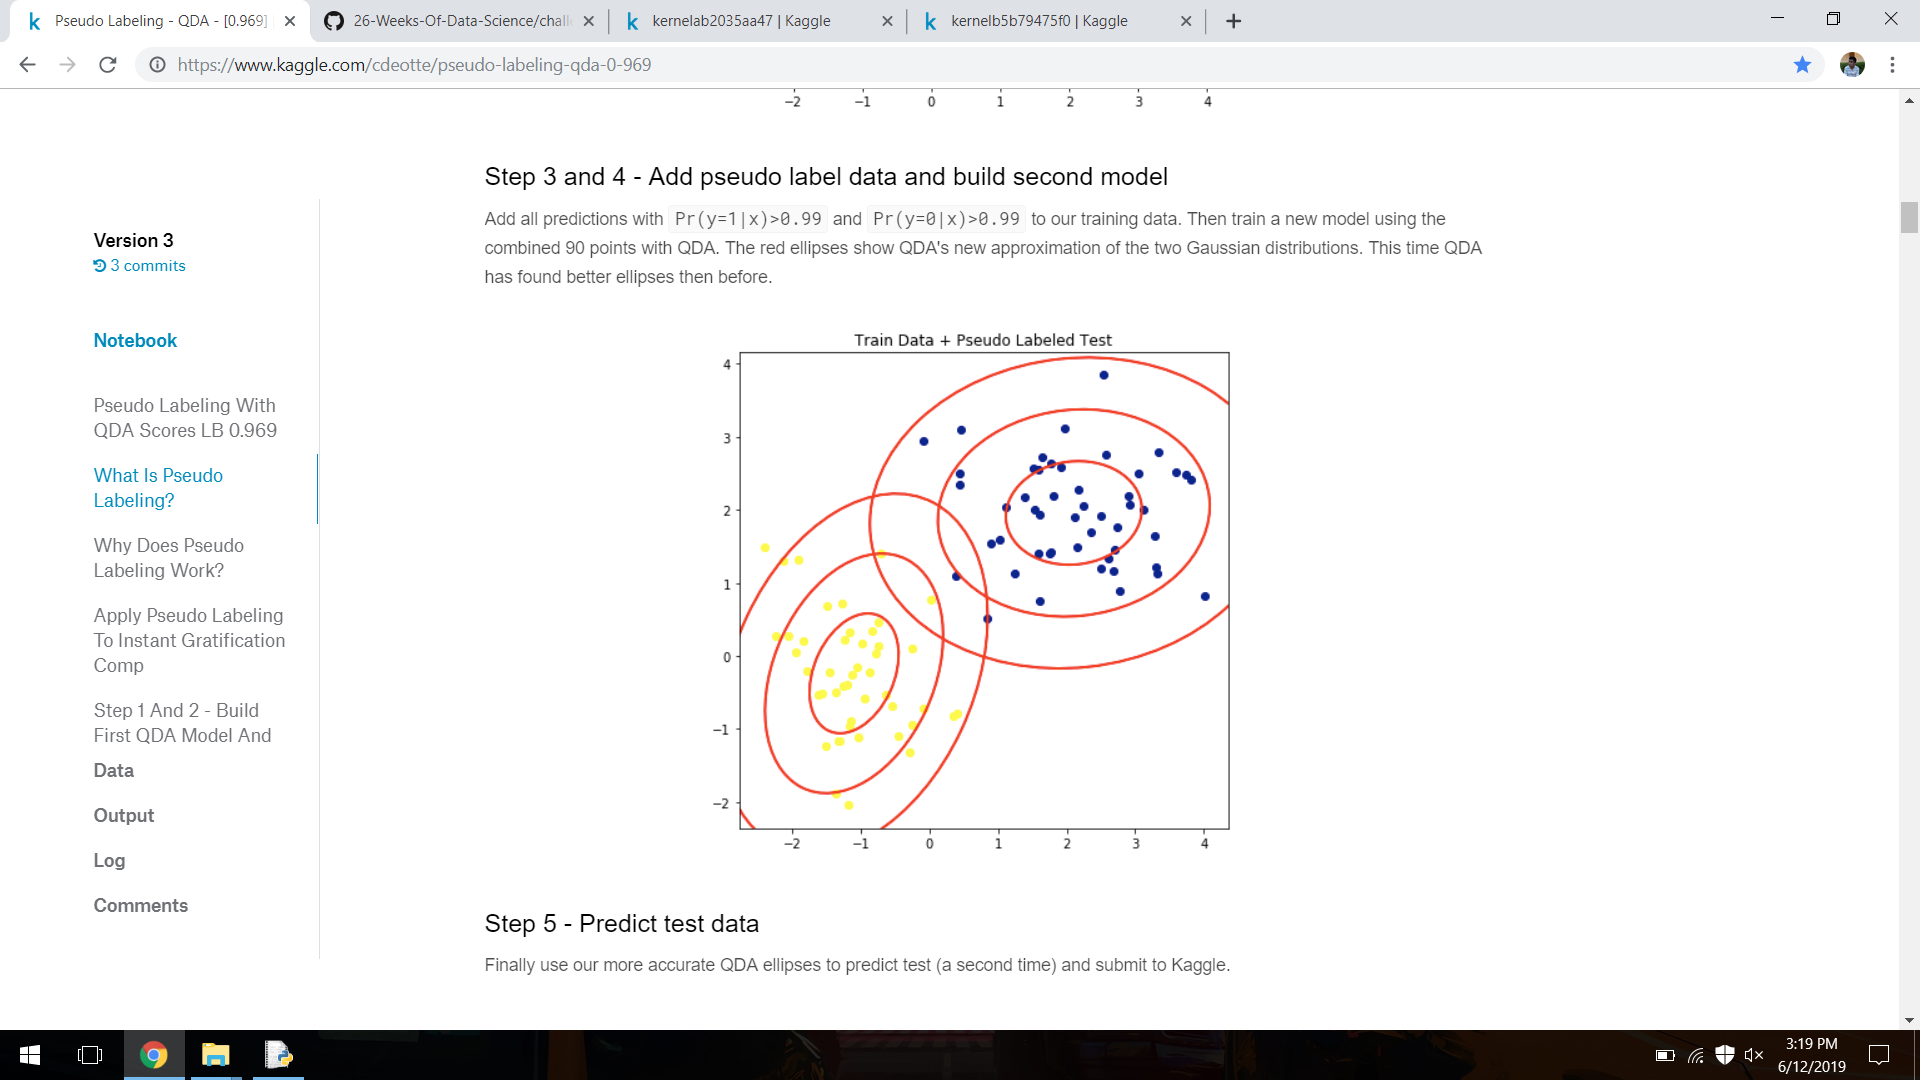 Pseudo Labeling - QDA - [0.969]
26-Weeks-Of-Data-Science/chall
kernelab2035aa47 | Kaggle
kernelb5b79475f0 | Kaggle
https://www.kaggle.com/cdeotte/pseudo-labeling-qda-0-969
−2 −1 0 1 2 3 4
Step 3 and 4 - Add pseudo label data and build second model
Add all predictions with Pr(y=1|x)>0.99 and Pr(y=0|x)>0.99 to our training data. Then train a new model using the
combined 90 points with QDA. The red ellipses show QDA's new approximation of the two Gaussian distributions. This time QDA
has found better ellipses then before.
Version 3
3 commits
Notebook
Pseudo Labeling With
QDA Scores LB 0.969
What Is Pseudo
Labeling?
Why Does Pseudo
Labeling Work?
Apply Pseudo Labeling
To Instant Gratification
Comp
Step 1 And 2 - Build
First QDA Model And
Data
Output
Log
Comments
Train Data + Pseudo Labeled Test
4
3
2
1
0
−1
−2
−2 −1 0 1 2 3 4
Step 5 - Predict test data
Finally use our more accurate QDA ellipses to predict test (a second time) and submit to Kaggle.
3:19 PM
6/12/2019